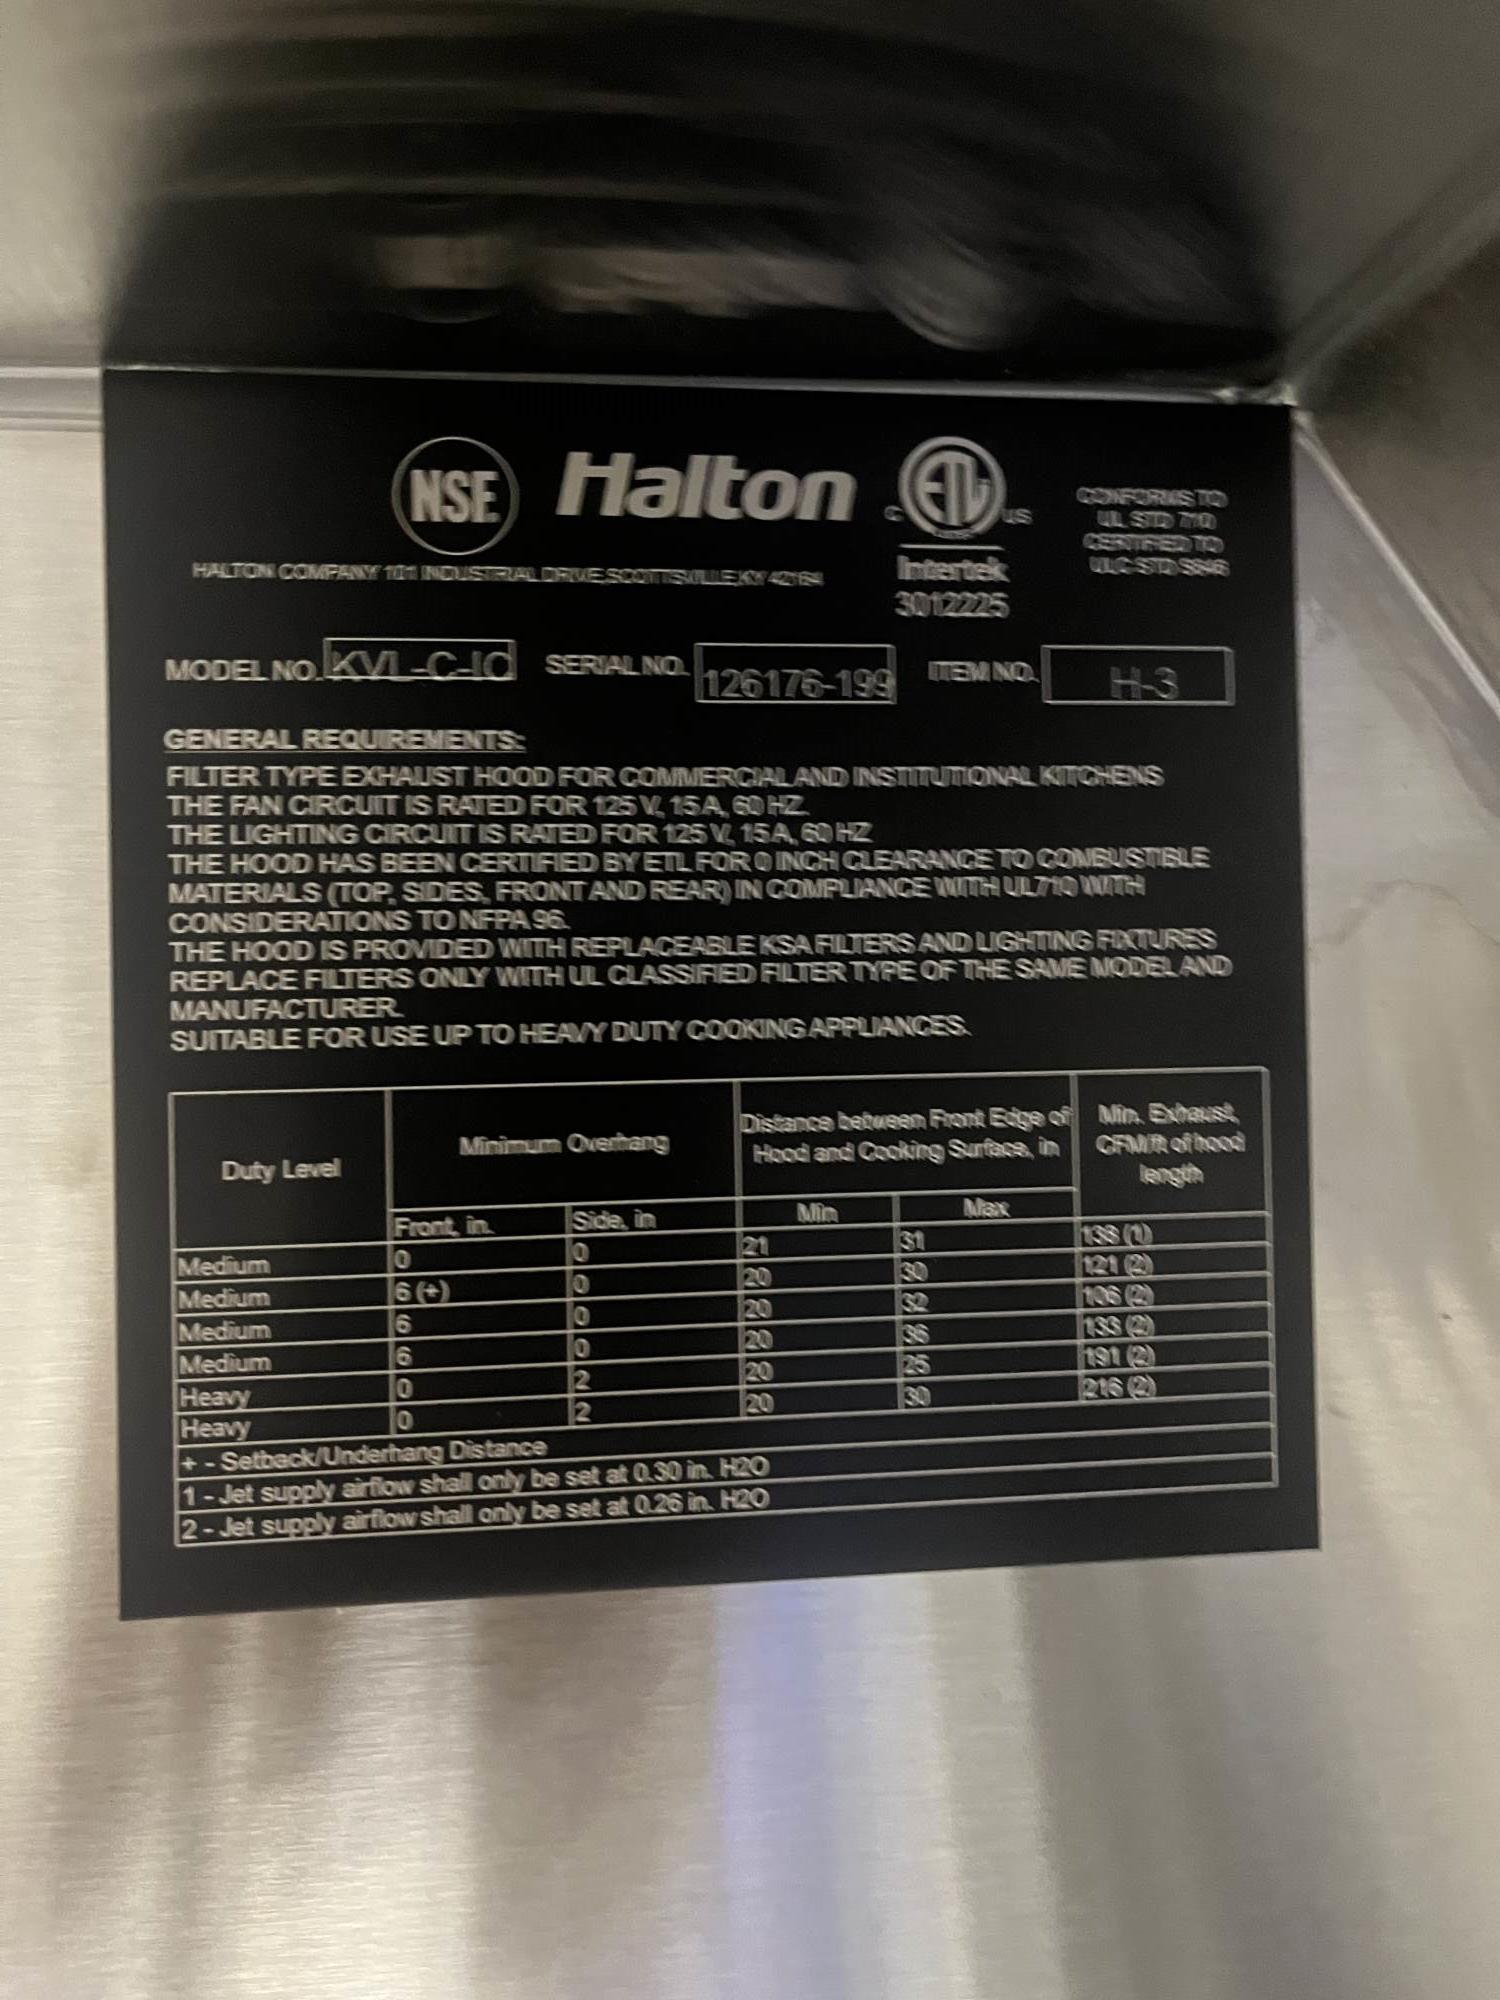 NSF Halton ETL
C US
CONFORMS TO
UL STD 710
CERTIFIED TO
ULC STD S646
HALTON COMPANY 101 INDUSTRIAL DRIVE, SCOTTSVILLE, KY 42164
Intertek
3012225
MODEL NO. KVL-C-IO SERIAL NO. 126176-199 ITEM NO. H-3
GENERAL REQUIREMENTS:
FILTER TYPE EXHAUST HOOD FOR COMMERCIAL AND INSTITUTIONAL KITCHENS
THE FAN CIRCUIT IS RATED FOR 125 V, 15 A, 60 HZ.
THE LIGHTING CIRCUIT IS RATED FOR 125 V, 15 A, 60 HZ
THE HOOD HAS BEEN CERTIFIED BY ETL FOR 0 INCH CLEARANCE TO COMBUSTIBLE
MATERIALS (TOP, SIDES, FRONT AND REAR) IN COMPLIANCE WITH UL710 WITH
CONSIDERATIONS TO NFPA 96.
THE HOOD IS PROVIDED WITH REPLACEABLE KSA FILTERS AND LIGHTING FIXTURES
REPLACE FILTERS ONLY WITH UL CLASSIFIED FILTER TYPE OF THE SAME MODEL AND
MANUFACTURER.
SUITABLE FOR USE UP TO HEAVY DUTY COOKING APPLIANCES.
Duty Level Minimum Overhang Distance between Front Edge of Hood and Cooking Surface, in Min. Exhaust, CFM/ft of hood length
Front, in. Side, in Min Max
Medium 0 0 21 31 138 (1)
Medium 6 (+) 0 20 30 121 (2)
Medium 6 0 20 32 106 (2)
Medium 6 0 20 36 133 (2)
Heavy 0 2 20 25 191 (2)
Heavy 0 2 20 30 216 (2)
+ - Setback/Underhang Distance
1 - Jet supply airflow shall only be set at 0.30 in. H2O
2 - Jet supply airflow shall only be set at 0.26 in. H2O